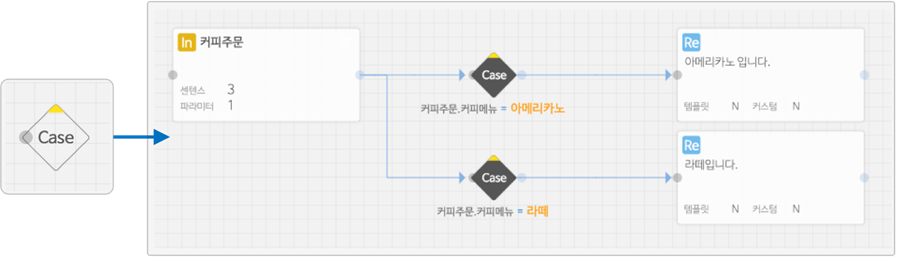 Case
In 커피주문
센텐스 3
파라미터 1
Case
커피주문.커피메뉴 = 아메리카노
Re
아메리카노 입니다.
템플릿 N 커스텀 N
Case
커피주문.커피메뉴 = 라떼
Re
라떼입니다.
템플릿 N 커스텀 N